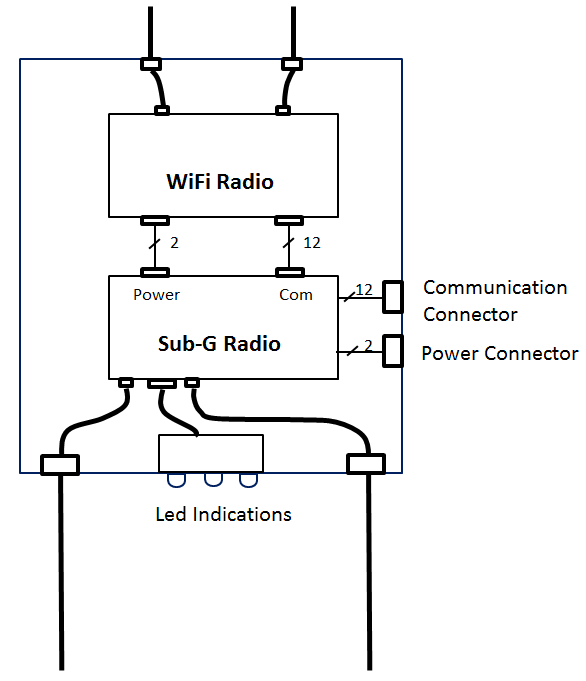 WiFi Radio
2
12
Power
Com
12
Communication
Connector
Sub-G Radio
2
Power Connector
Led Indications